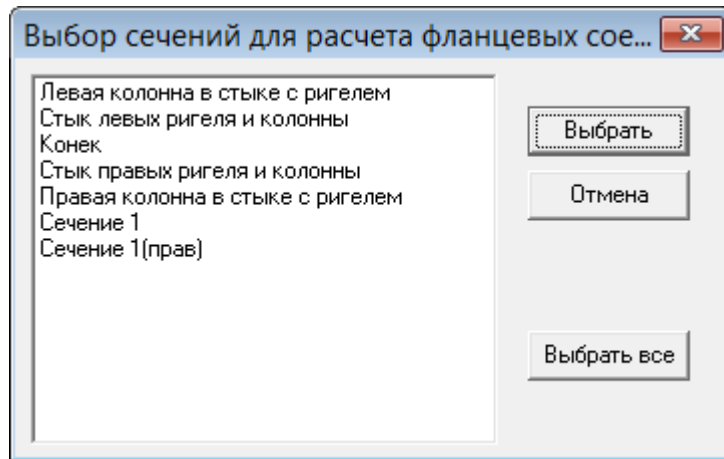 Выбор сечений для расчета фланцевых сое...
Левая колонна в стыке с ригелем
Стык левых ригеля и колонны
Конек
Стык правых ригеля и колонны
Правая колонна в стыке с ригелем
Сечение 1
Сечение 1(прав)
Выбрать
Отмена
Выбрать все